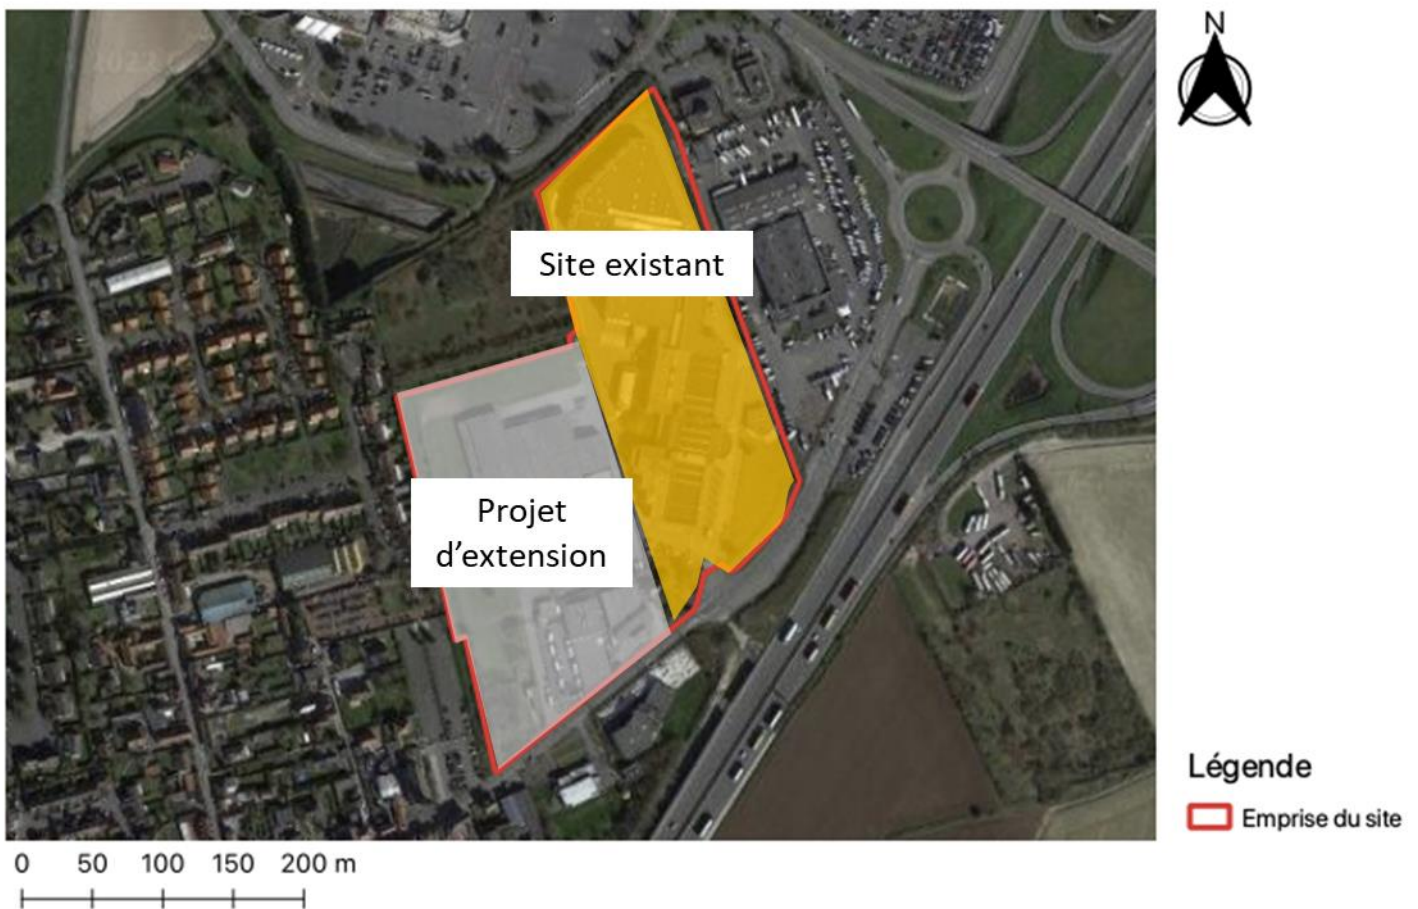 N
Site existant
Projet
d’extension
Légende
Emprise du site
0 50 100 150 200 m